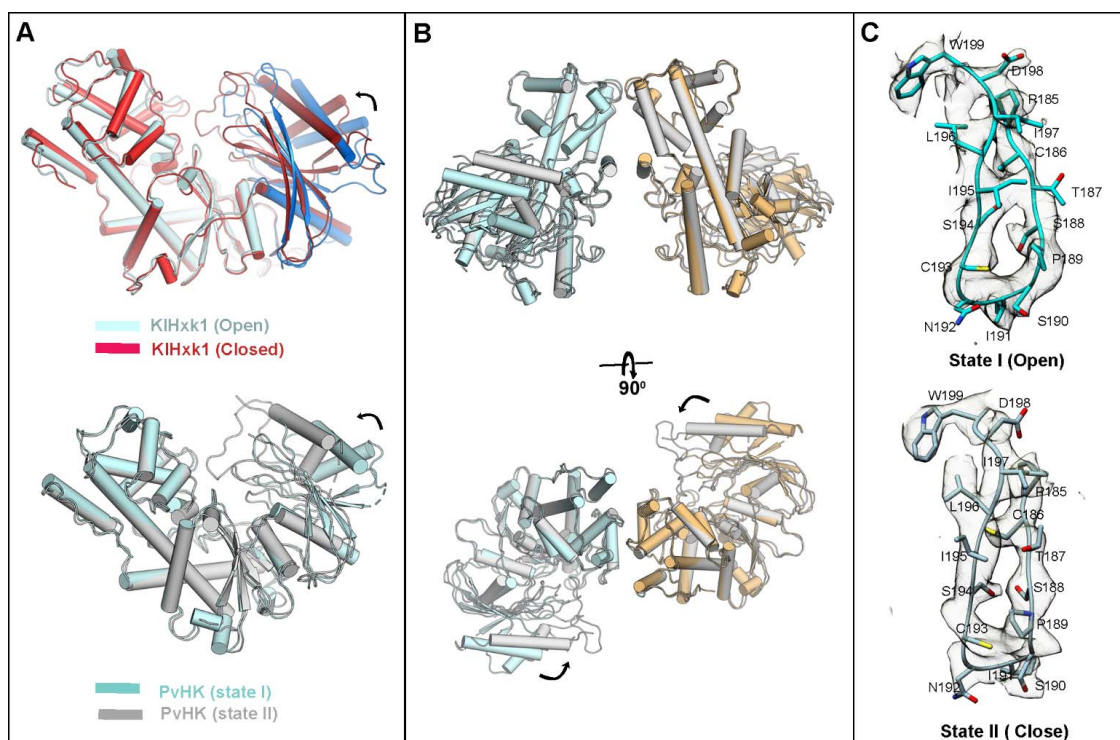 A
KlHxk1 (Open)
KlHxk1 (Closed)
PvHK (state I)
PvHK (state II)
B
90⁰
C
W199
D198
R185
I197
L196
C186
I195
T187
S194
S188
P189
C193
S190
N192
I191
State I (Open)
W199
D198
I197
R185
L196
C186
I195
T187
S188
S194
P189
C193
I191
N192
S190
State II ( Close)